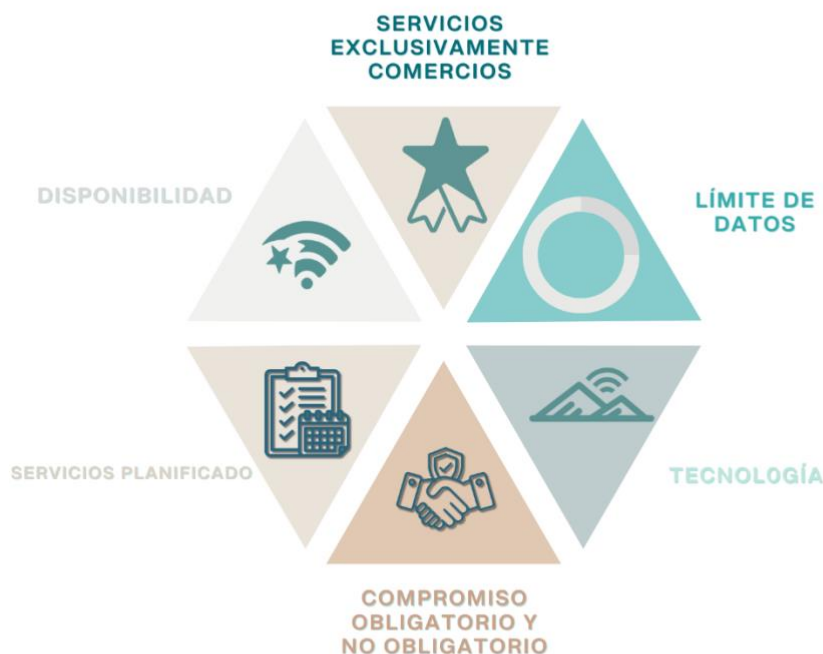 SERVICIOS
EXCLUSIVAMENTE
COMERCIOS
DISPONIBILIDAD
LÍMITE DE
DATOS
SERVICIOS PLANIFICADO
TECNOLOGÍA
COMPROMISO
OBLIGATORIO Y
NO OBLIGATORIO